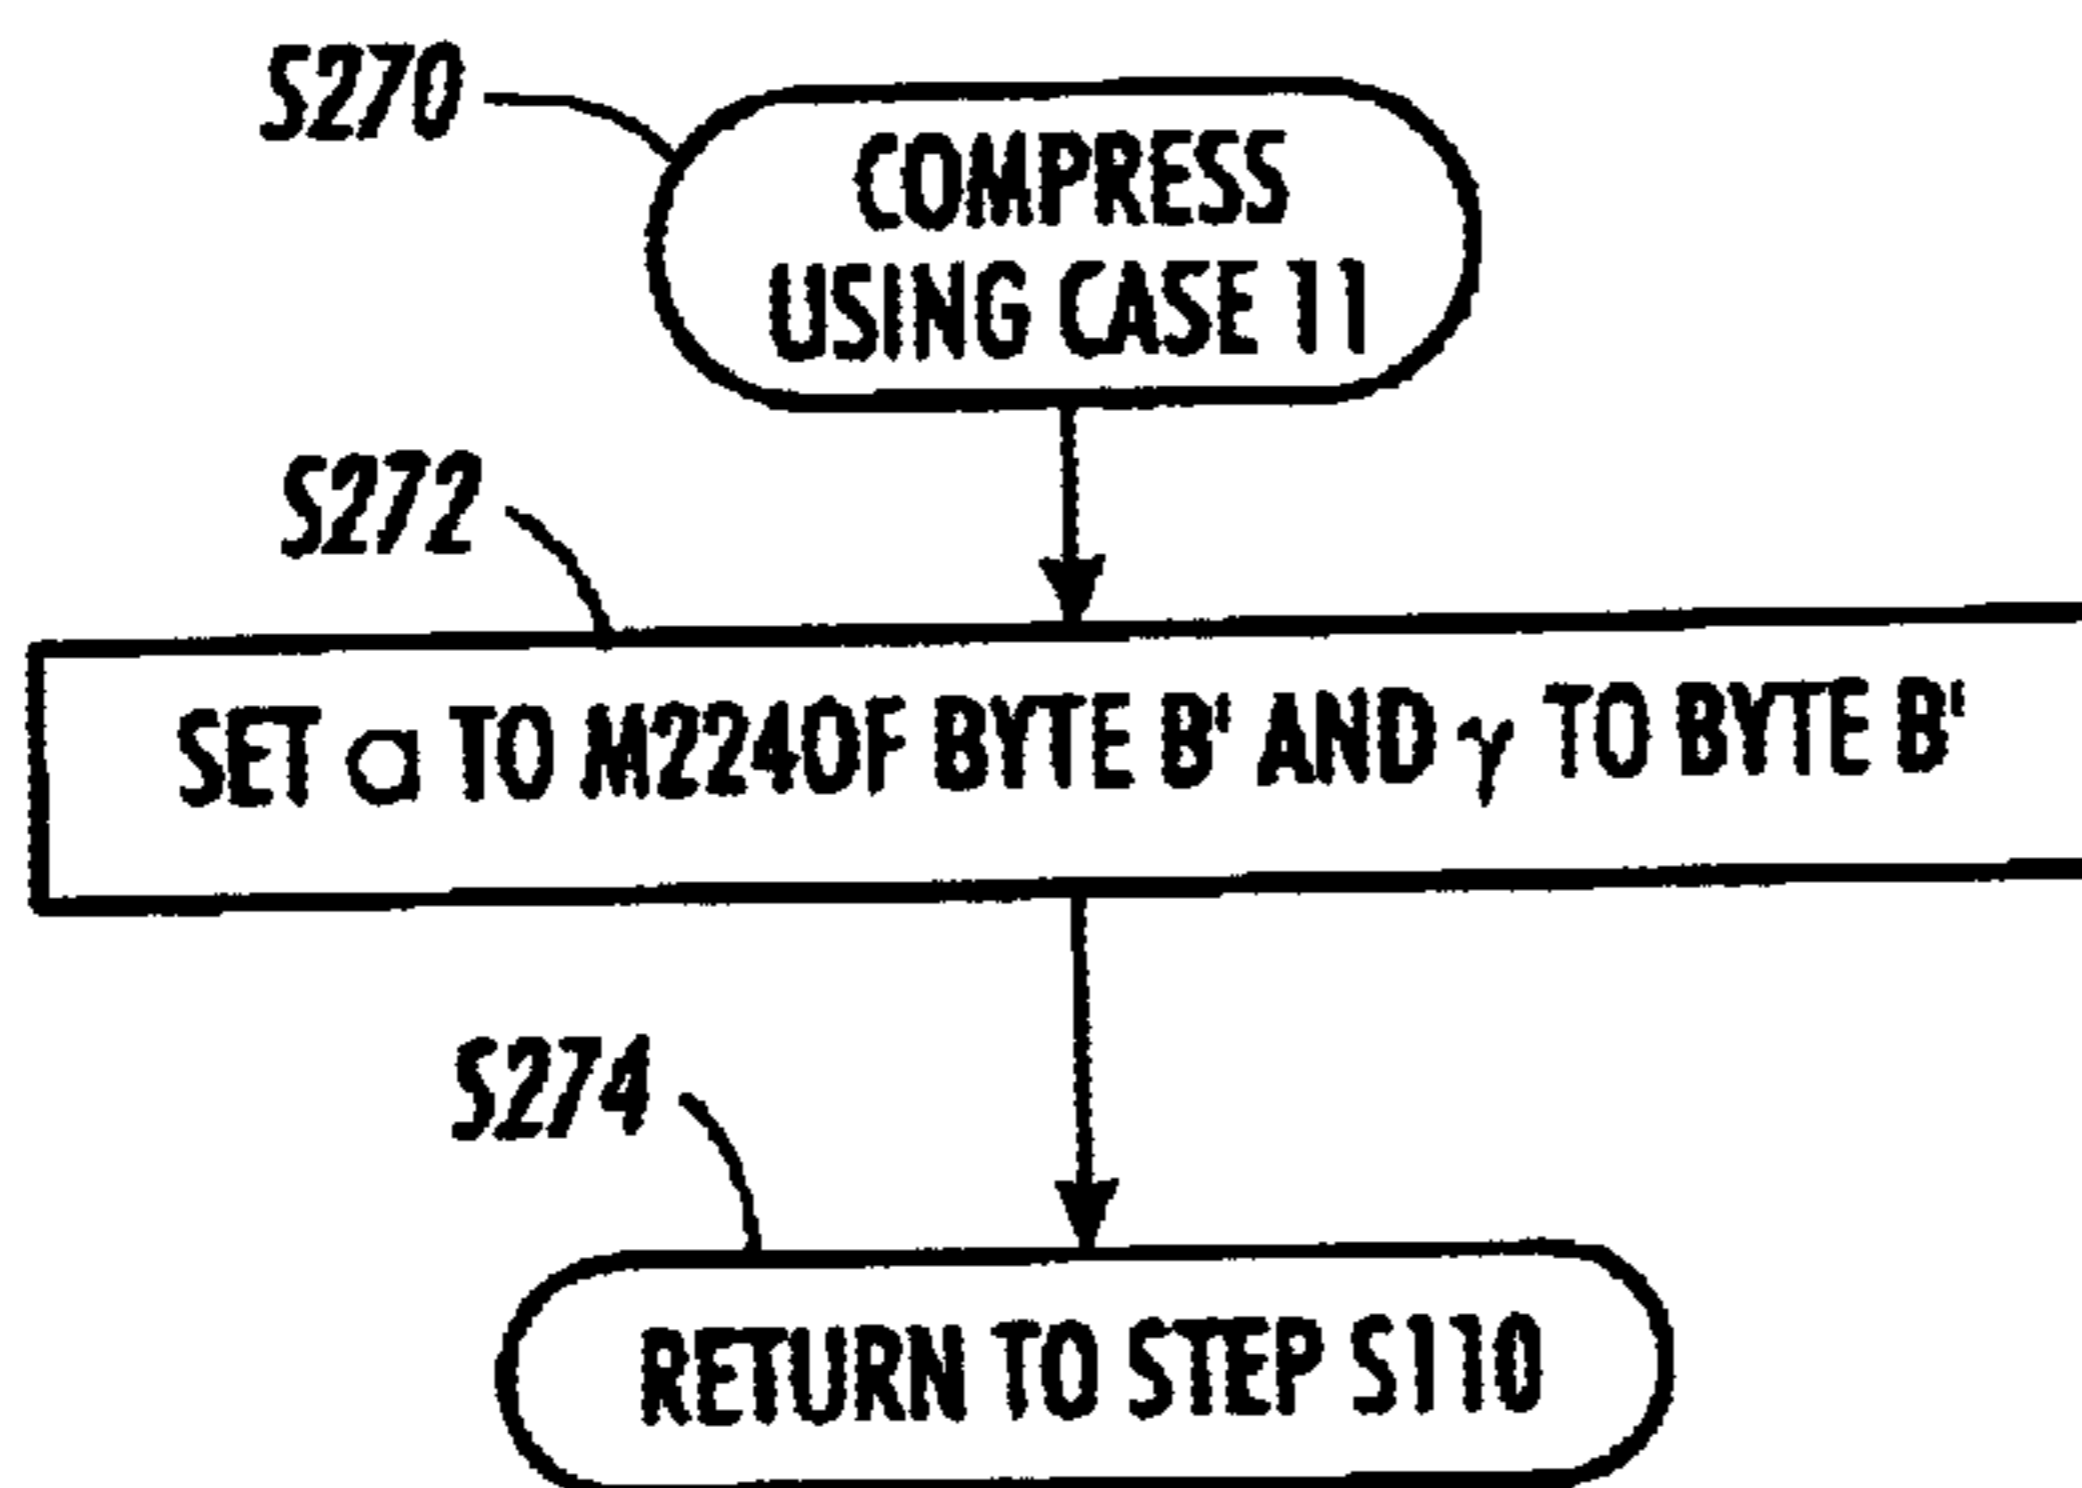 S270
COMPRESS
USING CASE 11
S272
SET a TO M224OF BYTE B' AND γ TO BYTE B'
S274
RETURN TO STEP S110